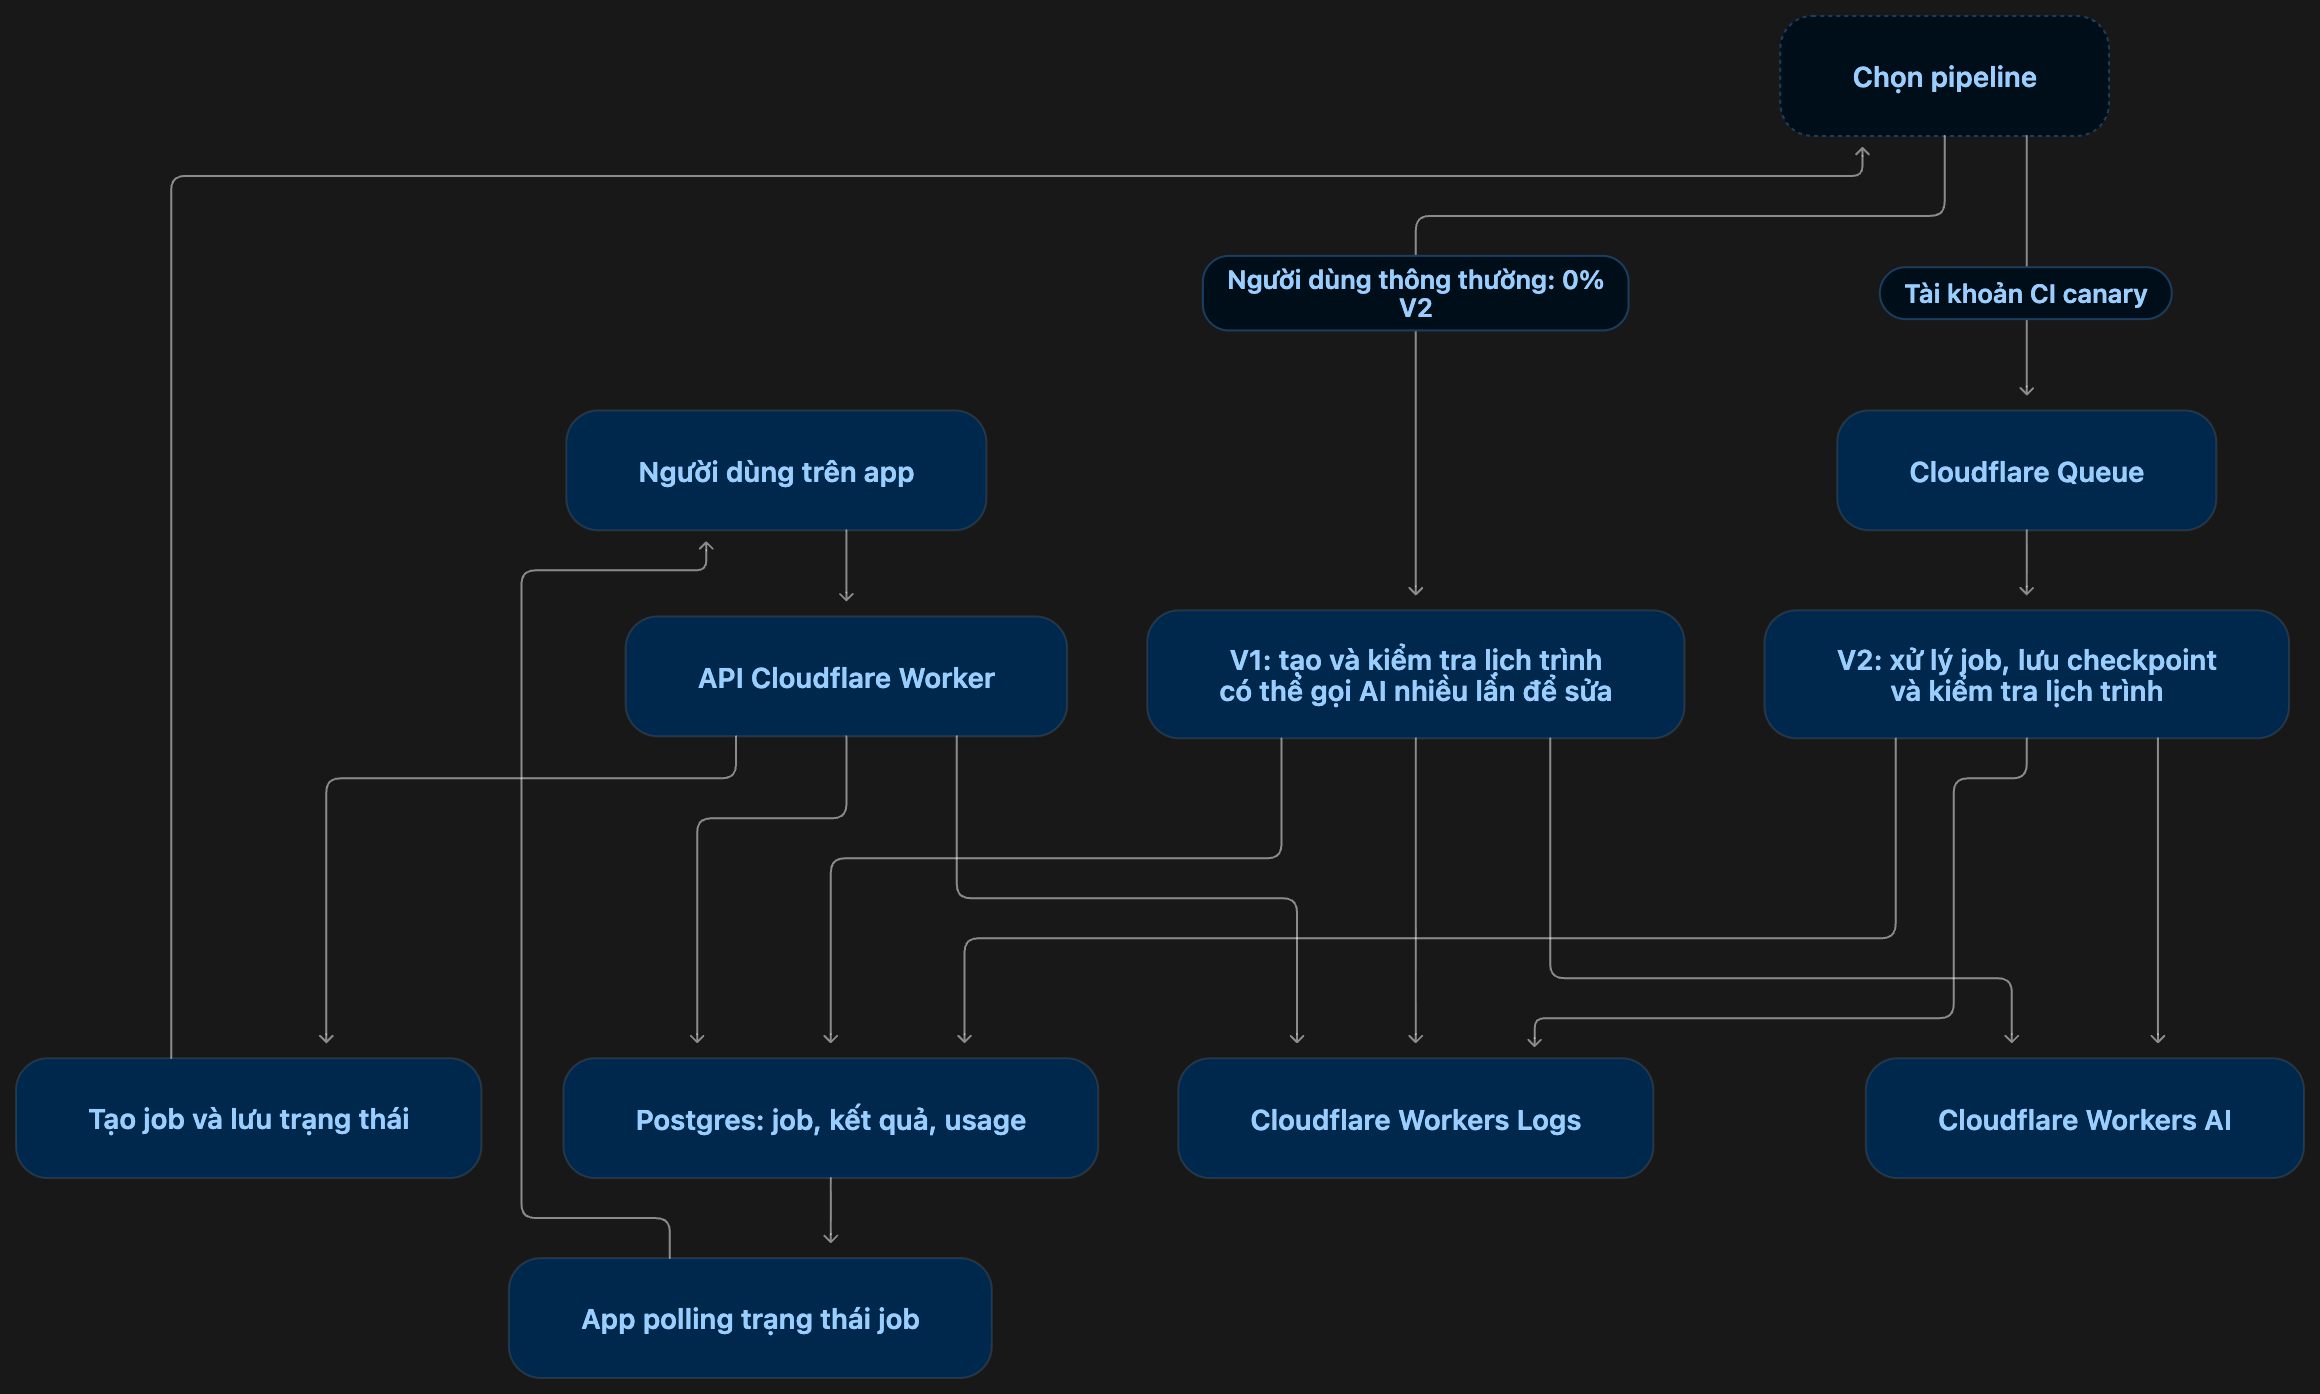 Chọn pipeline
Người dùng thông thường: 0%
V2
Tài khoản CI canary
Người dùng trên app
Cloudflare Queue
API Cloudflare Worker
V1: tạo và kiểm tra lịch trình
có thể gọi AI nhiều lần để sửa
V2: xử lý job, lưu checkpoint
và kiểm tra lịch trình
Tạo job và lưu trạng thái
Postgres: job, kết quả, usage
Cloudflare Workers Logs
Cloudflare Workers AI
App polling trạng thái job